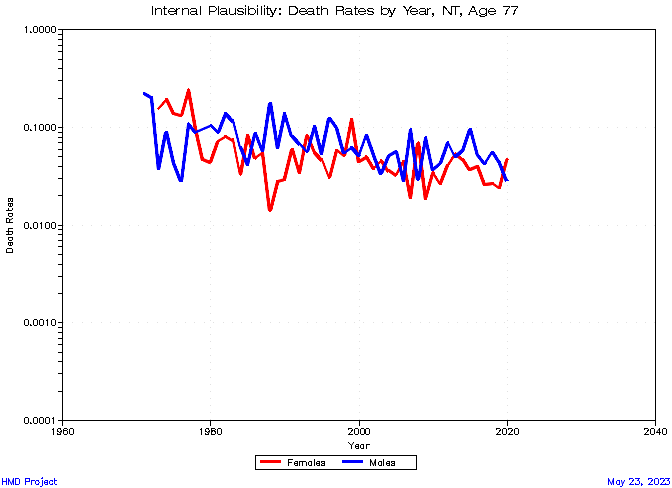 Internal Plausibility: Death Rates by Year, NT, Age 77
1.0000
0.1000
0.0100
0.0010
0.0001
Death Rates
1960
1980
2000
2020
2040
Year
Females
Males
HMD Project
May 23, 2023